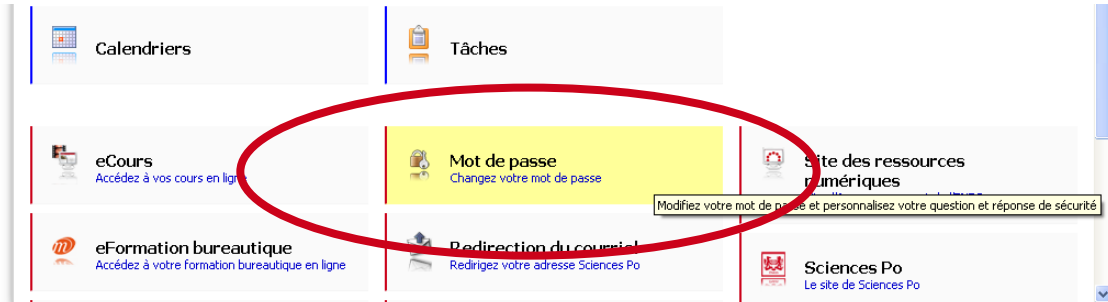 Calendriers
Tâches
eCours
Accédez à vos cours en ligne
Mot de passe
Changez votre mot de passe
Site des ressources
numériques
Modifiez votre mot de passe et personnalisez votre question et réponse de sécurité
eFormation bureautique
Accédez à votre formation bureautique en ligne
Redirection du courriel
Redirigez votre adresse Sciences Po
Sciences Po
Le site de Sciences Po